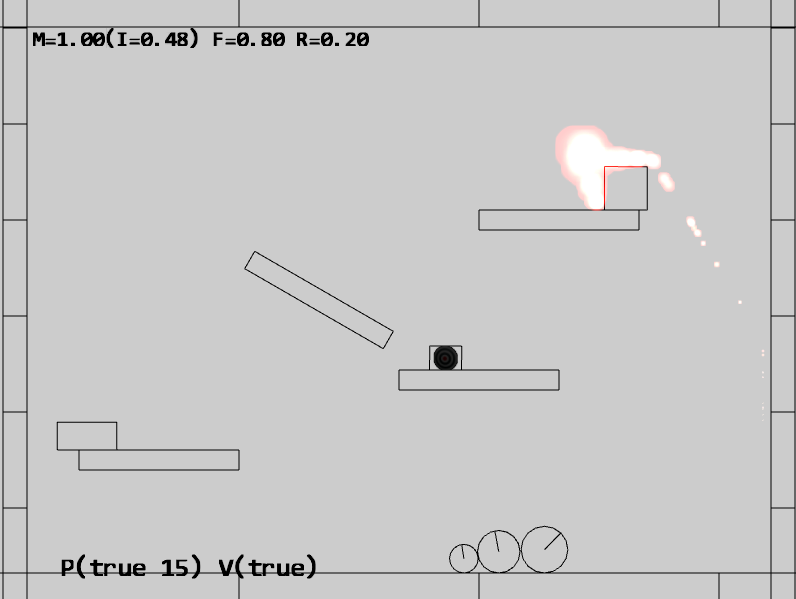 M=1.00(I=0.48) F=0.80 R=0.20
P(true 15) V(true)